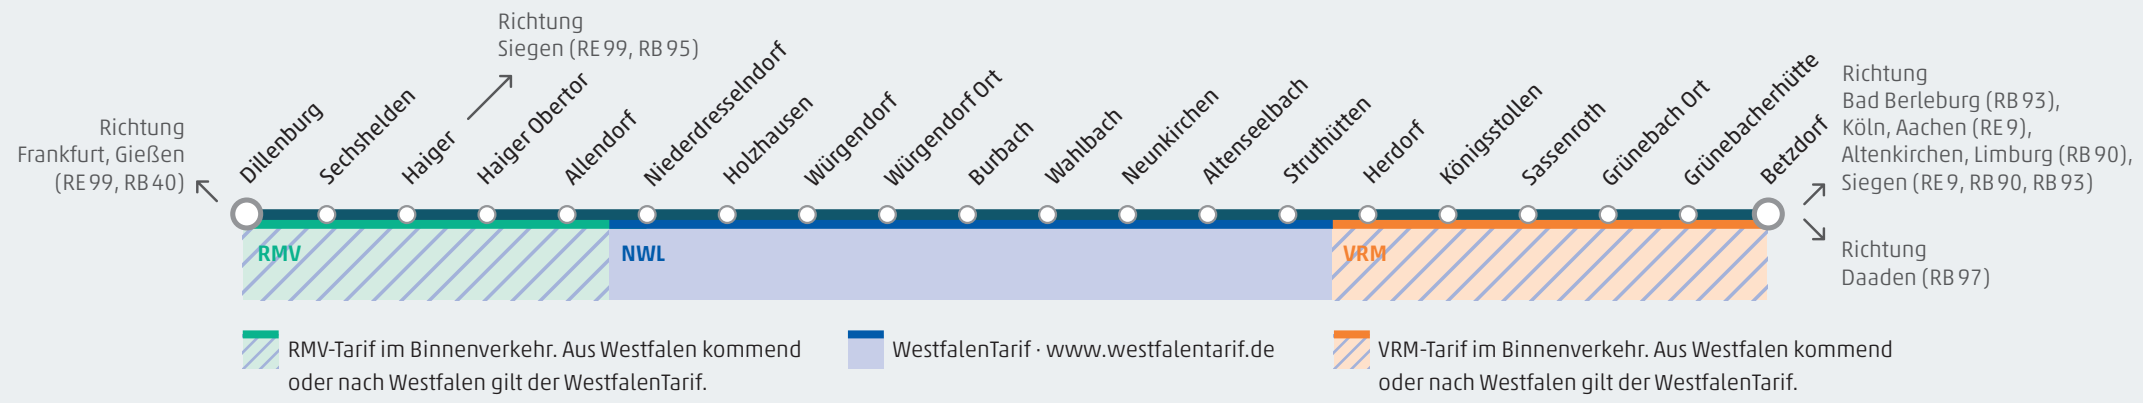 Richtung
Frankfurt, Gießen
(RE 99, RB 40)
Richtung
Siegen (RE 99, RB 95)
Dillenburg
Sechshelden
Haiger
Haiger Obertor
Allendorf
Niederdresselndorf
Holzhausen
Würgendorf
Würgendorf Ort
Burbach
Wahlbach
Neunkirchen
Altenseelbach
Struthütten
Herdorf
Königsstollen
Sassenroth
Grünebach Ort
Grünebacherhütte
Betzdorf
Richtung
Bad Berleburg (RB 93),
Köln, Aachen (RE 9),
Altenkirchen, Limburg (RB 90),
Siegen (RE 9, RB 90, RB 93)
Richtung
Daaden (RB 97)
RMV
NWL
VRM
RMV-Tarif im Binnenverkehr. Aus Westfalen kommend
oder nach Westfalen gilt der WestfalenTarif.
WestfalenTarif · www.westfalentarif.de
VRM-Tarif im Binnenverkehr. Aus Westfalen kommend
oder nach Westfalen gilt der WestfalenTarif.